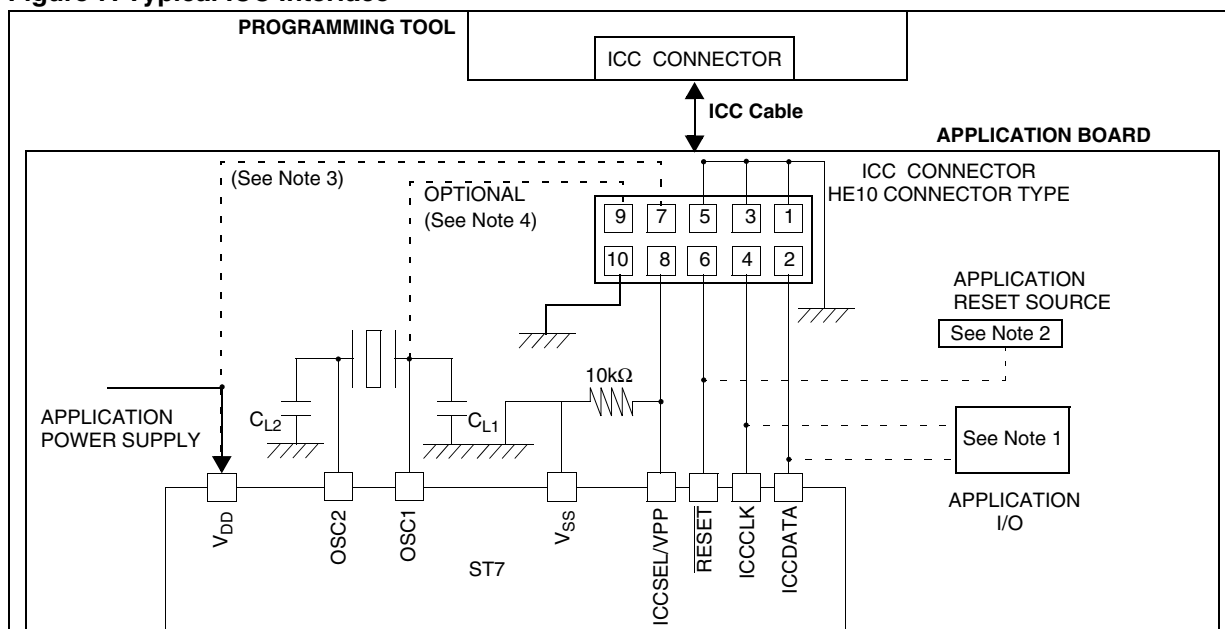 PROGRAMMING TOOL
ICC CONNECTOR
ICC Cable
APPLICATION BOARD
(See Note 3)
OPTIONAL
(See Note 4)
ICC CONNECTOR
HE10 CONNECTOR TYPE
9 7 5 3 1
10 8 6 4 2
APPLICATION
RESET SOURCE
See Note 2
10kΩ
APPLICATION
POWER SUPPLY
CL2
CL1
See Note 1
APPLICATION
I/O
VDD
OSC2
OSC1
VSS
ICCSEL/VPP
RESET
ICCCLK
ICCDATA
ST7